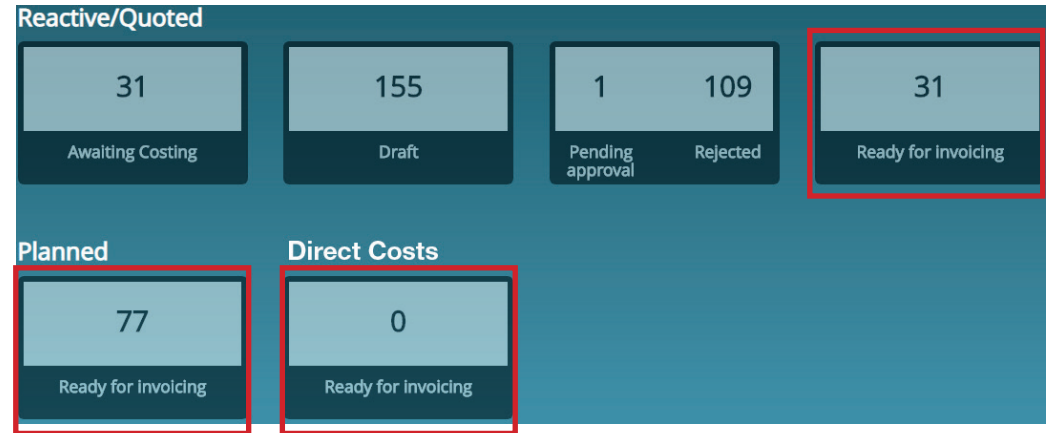 Reactive/Quoted
31
Awaiting Costing
155
Draft
1
Pending
approval
109
Rejected
31
Ready for invoicing
Planned
77
Ready for invoicing
Direct Costs
0
Ready for invoicing